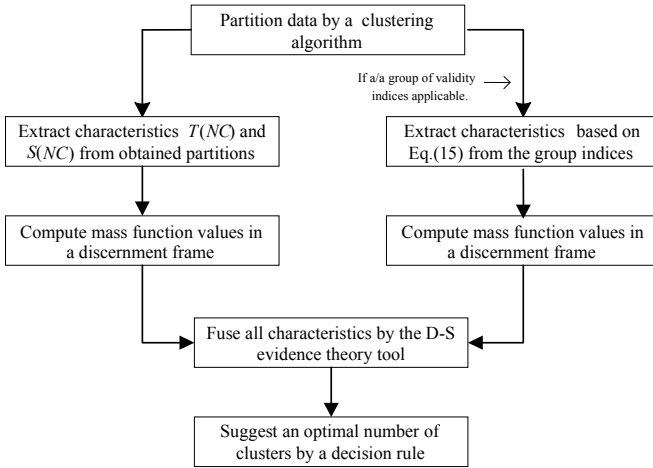 Partition data by a clustering
algorithm
If a/a group of validity
indices applicable.
Extract characteristics T(NC) and
S(NC) from obtained partitions
Extract characteristics based on
Eq.(15) from the group indices
Compute mass function values in
a discernment frame
Compute mass function values in
a discernment frame
Fuse all characteristics by the D-S
evidence theory tool
Suggest an optimal number of
clusters by a decision rule